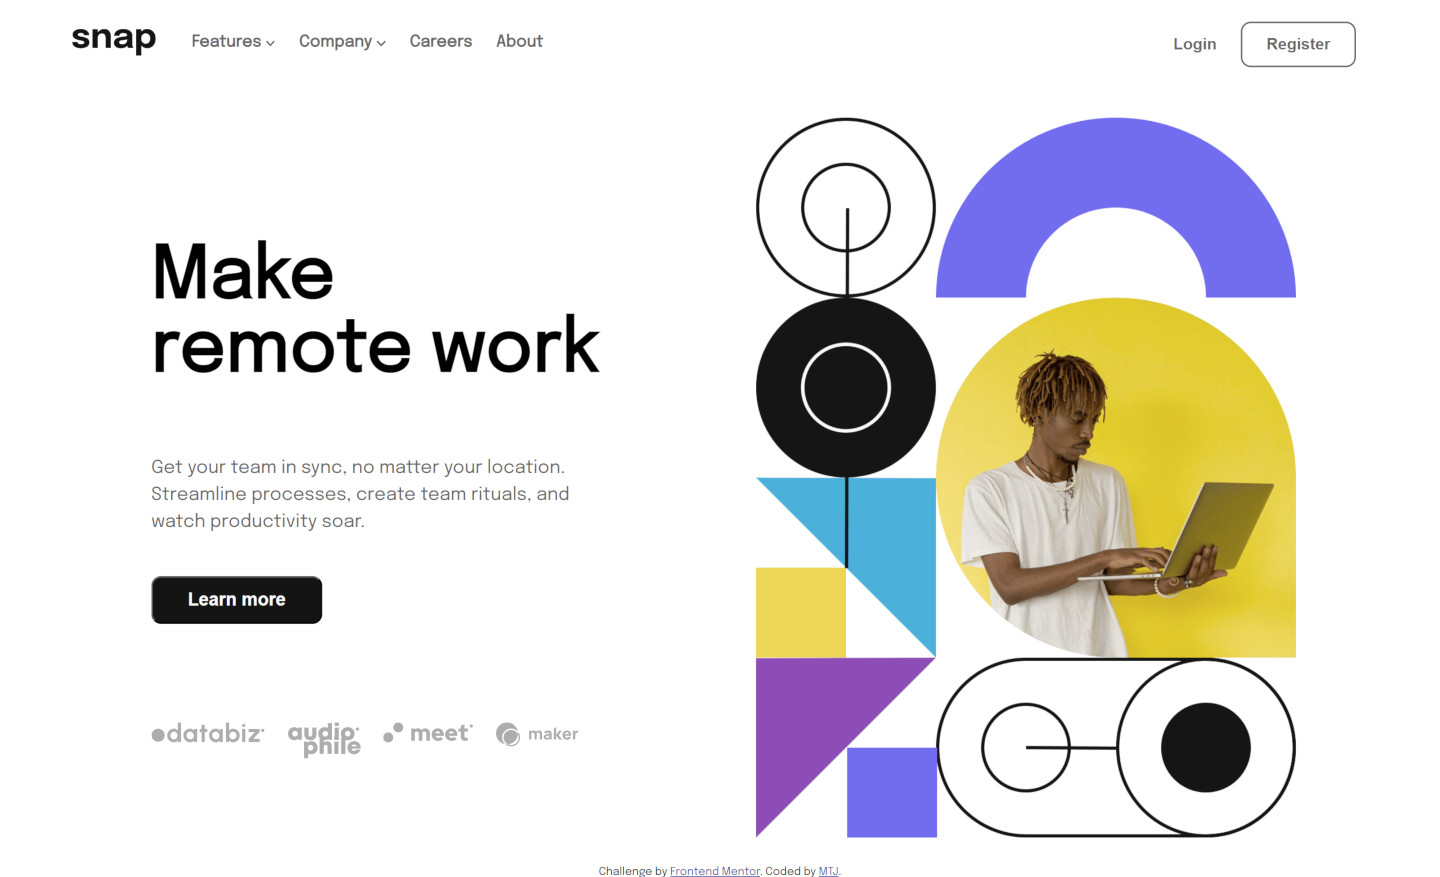 snap Features Company Careers About Login Register
Make
remote work
Get your team in sync, no matter your location.
Streamline processes, create team rituals, and
watch productivity soar.
Learn more
databiz audiophile meet maker
Challenge by Frontend Mentor. Coded by MTJ.